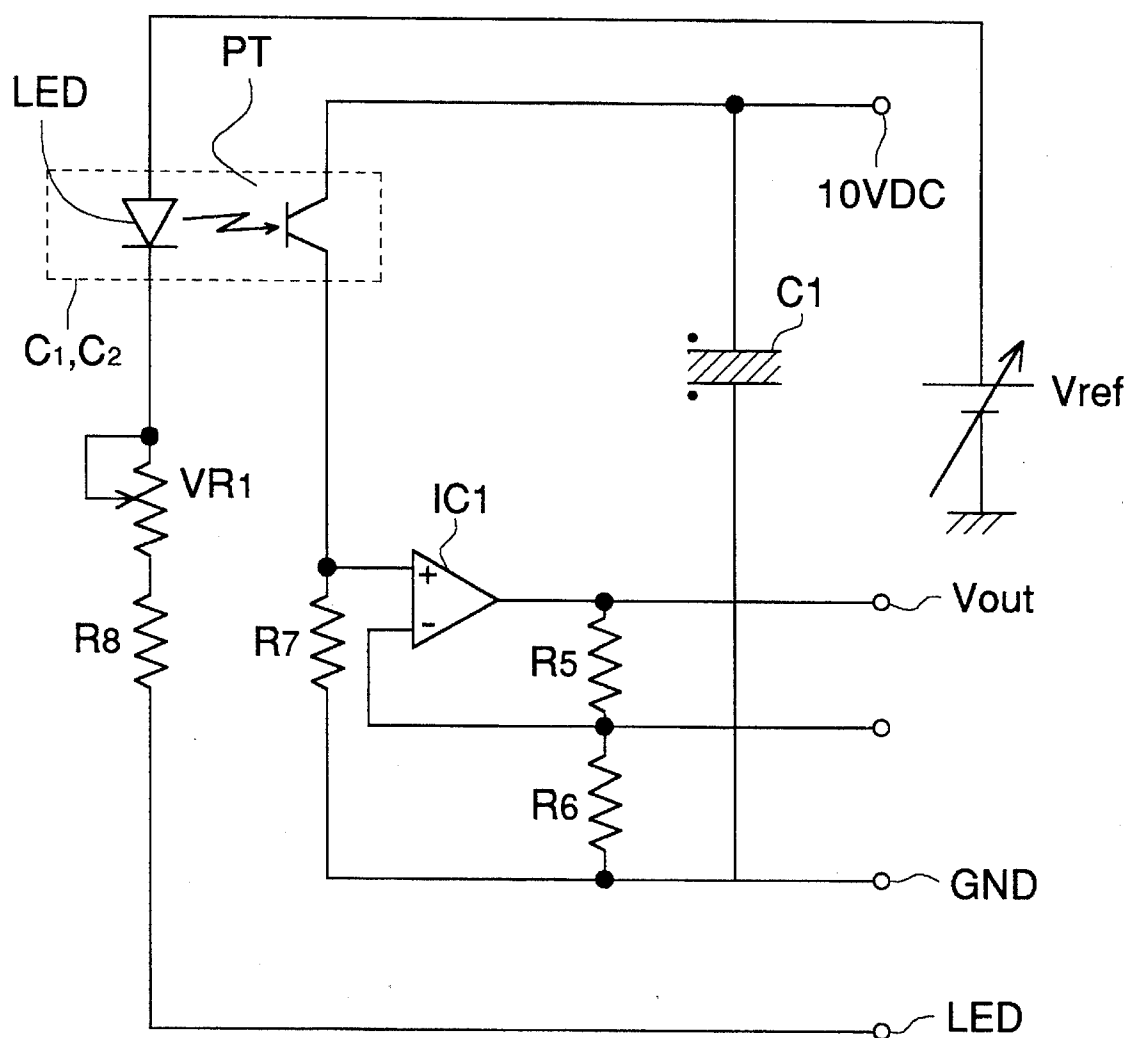 PT
LED
10VDC
C1
C1,C2
Vref
VR1
IC1
+
-
Vout
R8
R7
R5
R6
GND
LED